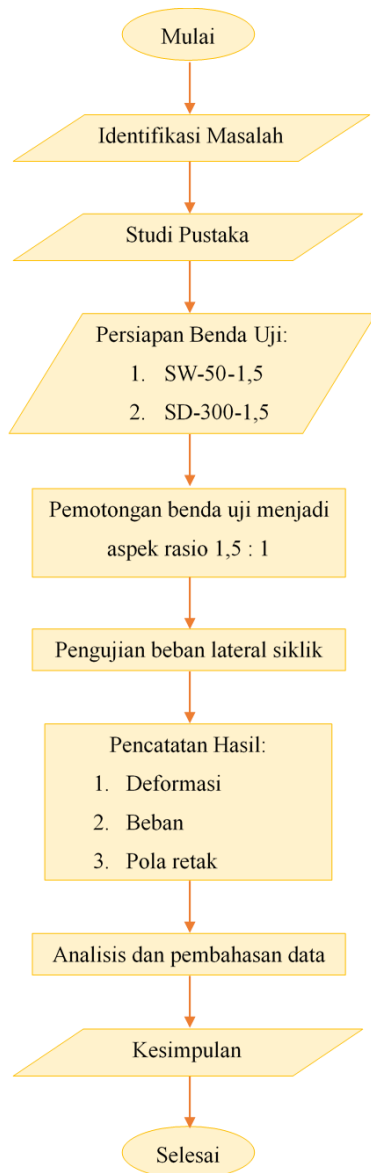 Mulai
Identifikasi Masalah
Studi Pustaka
Persiapan Benda Uji:
1. SW-50-1,5
2. SD-300-1,5
Pemotongan benda uji menjadi
aspek rasio 1,5 : 1
Pengujian beban lateral siklik
Pencatatan Hasil:
1. Deformasi
2. Beban
3. Pola retak
Analisis dan pembahasan data
Kesimpulan
Selesai